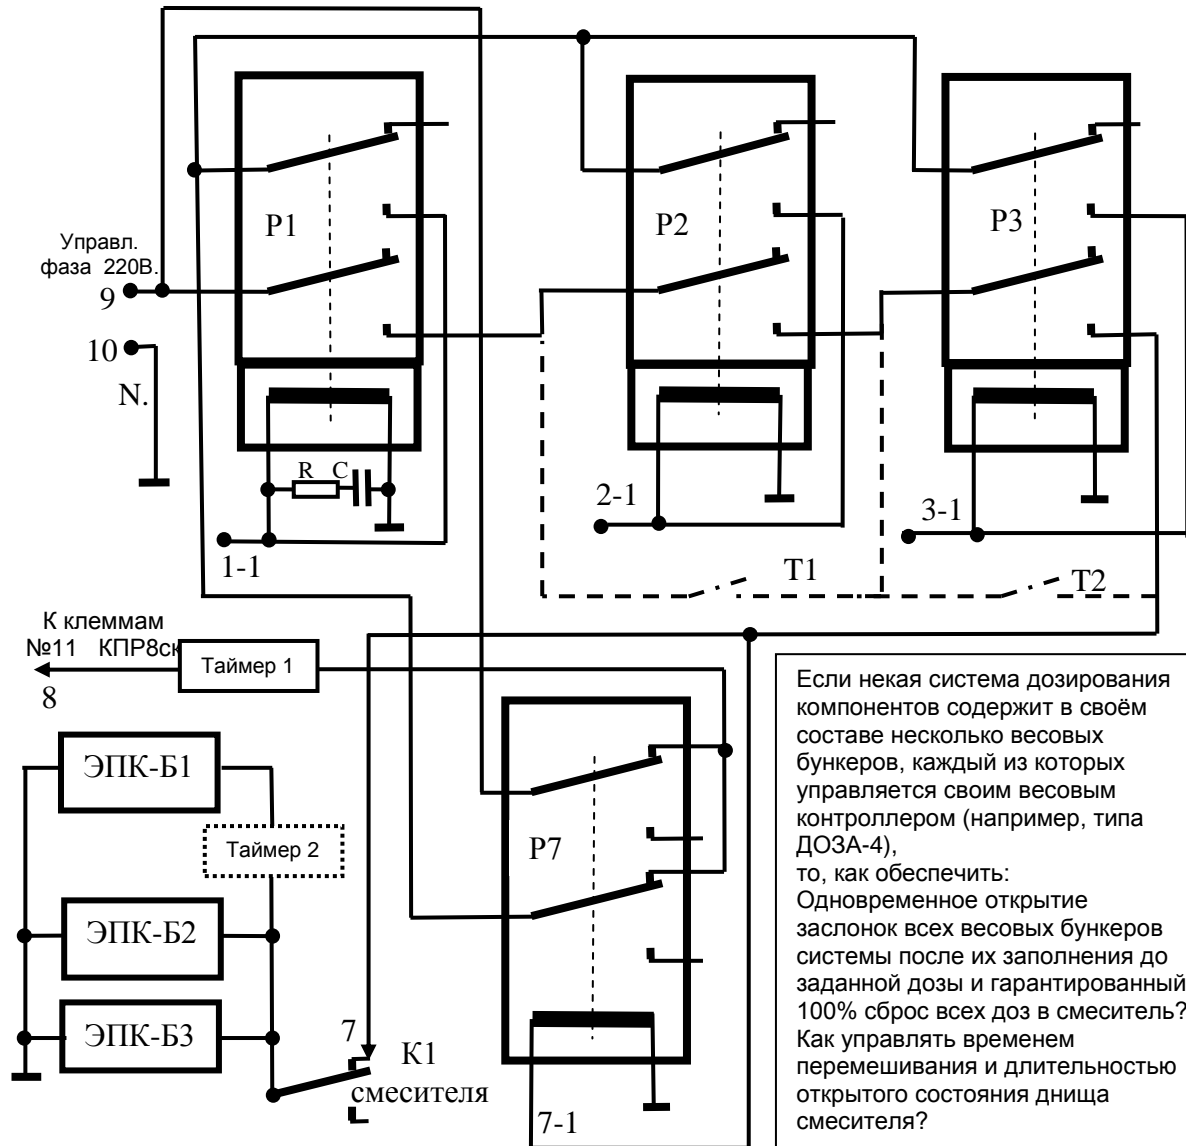 P1
P2
P3
Управл.
фаза 220В.
9
10
N.
R C
1-1
2-1
3-1
T1
T2
К клеммам
№11 КПР8ск
8
Таймер 1
ЭПК-Б1
Таймер 2
ЭПК-Б2
ЭПК-Б3
P7
7
К1
смесителя
7-1
Если некая система дозирования
компонентов содержит в своём
составе несколько весовых
бункеров, каждый из которых
управляется своим весовым
контроллером (например, типа
ДОЗА-4),
то, как обеспечить:
Одновременное открытие
заслонок всех весовых бункеров
системы после их заполнения до
заданной дозы и гарантированный
100% сброс всех доз в смеситель?
Как управлять временем
перемешивания и длительностью
открытого состояния днища
смесителя?